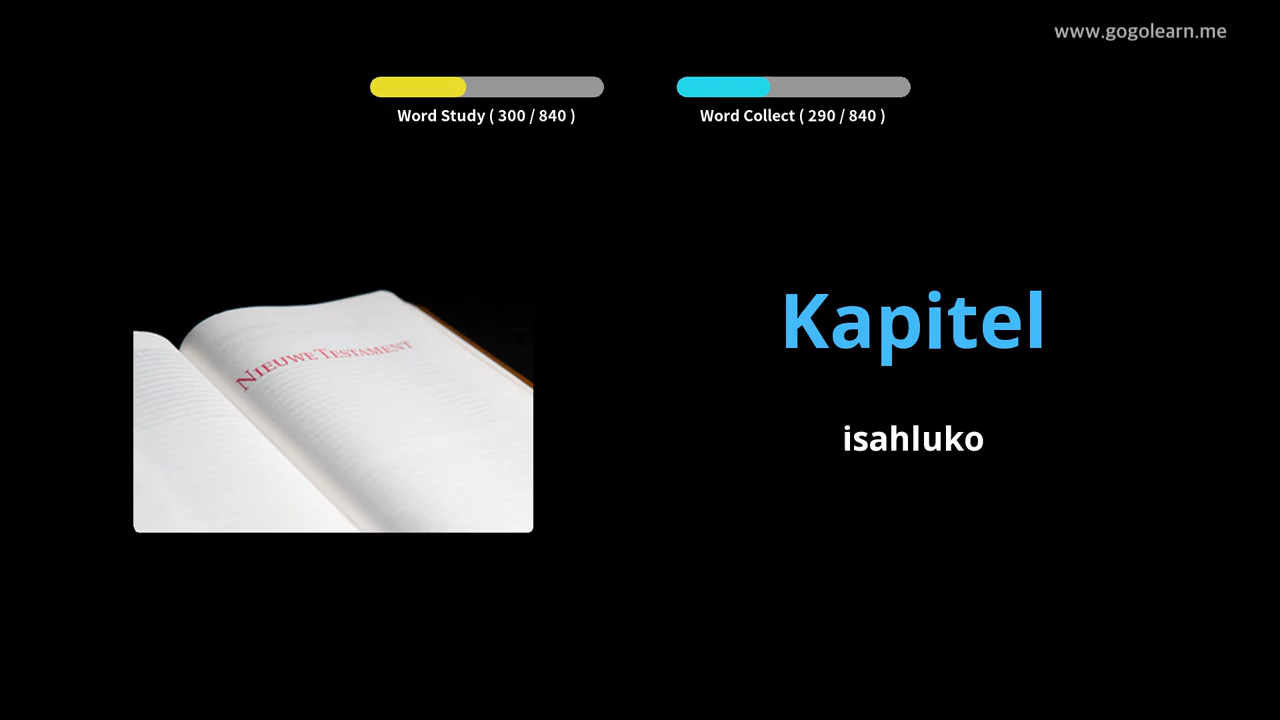 www.gogolearn.me
Word Study ( 300 / 840 )
Word Collect ( 290 / 840 )
NIEUWE TESTAMENT
Kapitel
isahluko